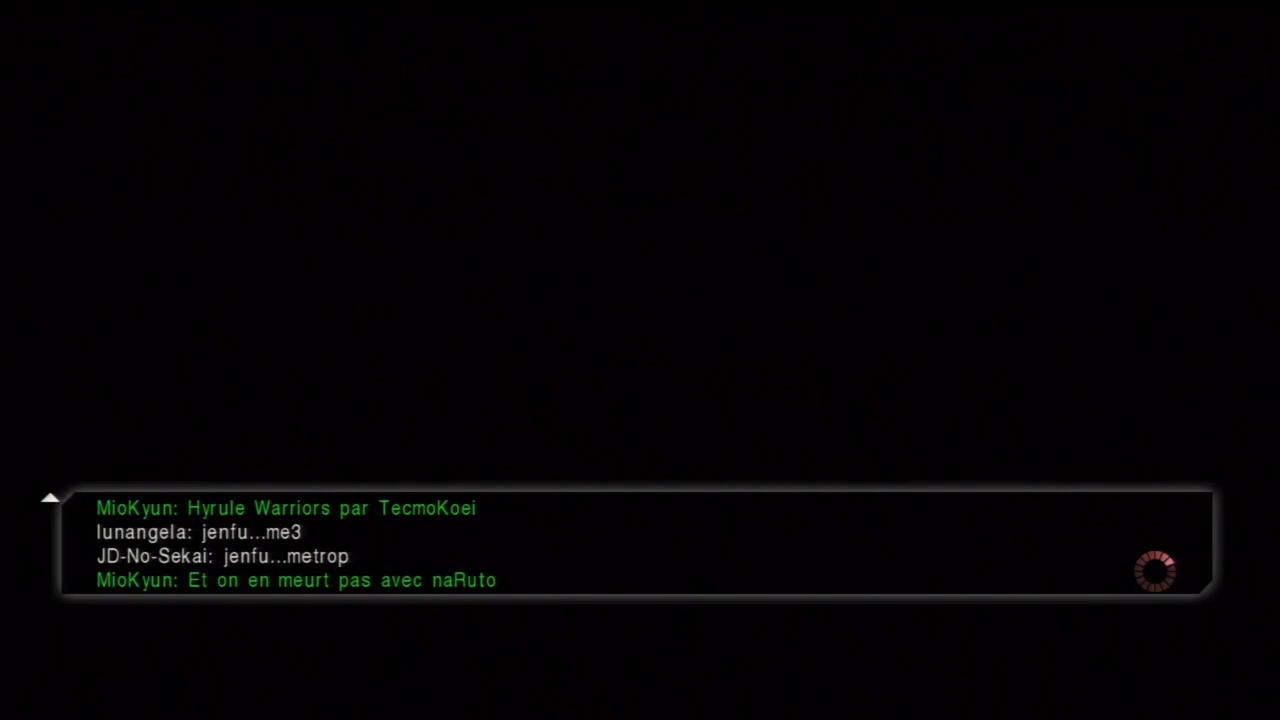 MioKyun: Hyrule Warriors par TecmoKoei
lunangela: jenfu...me3
JD-No-Sekai: jenfu...metrop
MioKyun: Et on en meurt pas avec naRuto